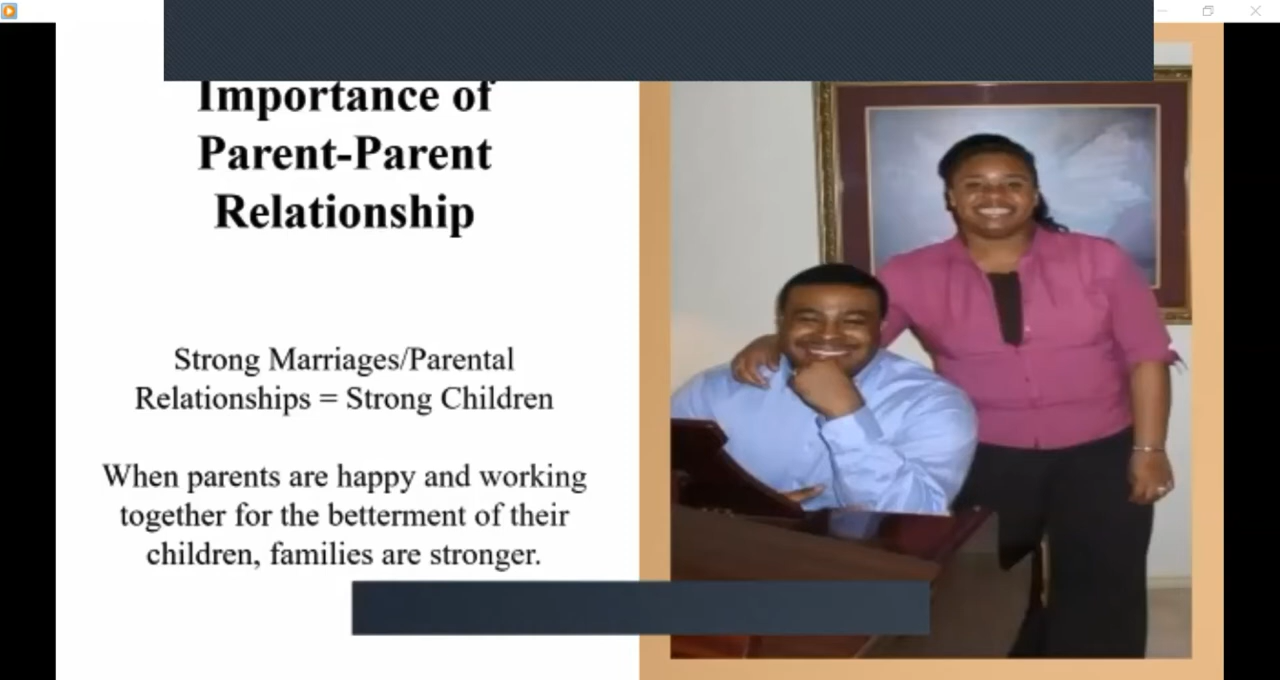 Importance of
Parent-Parent
Relationship
Strong Marriages/Parental
Relationships = Strong Children
When parents are happy and working
together for the betterment of their
children, families are stronger.